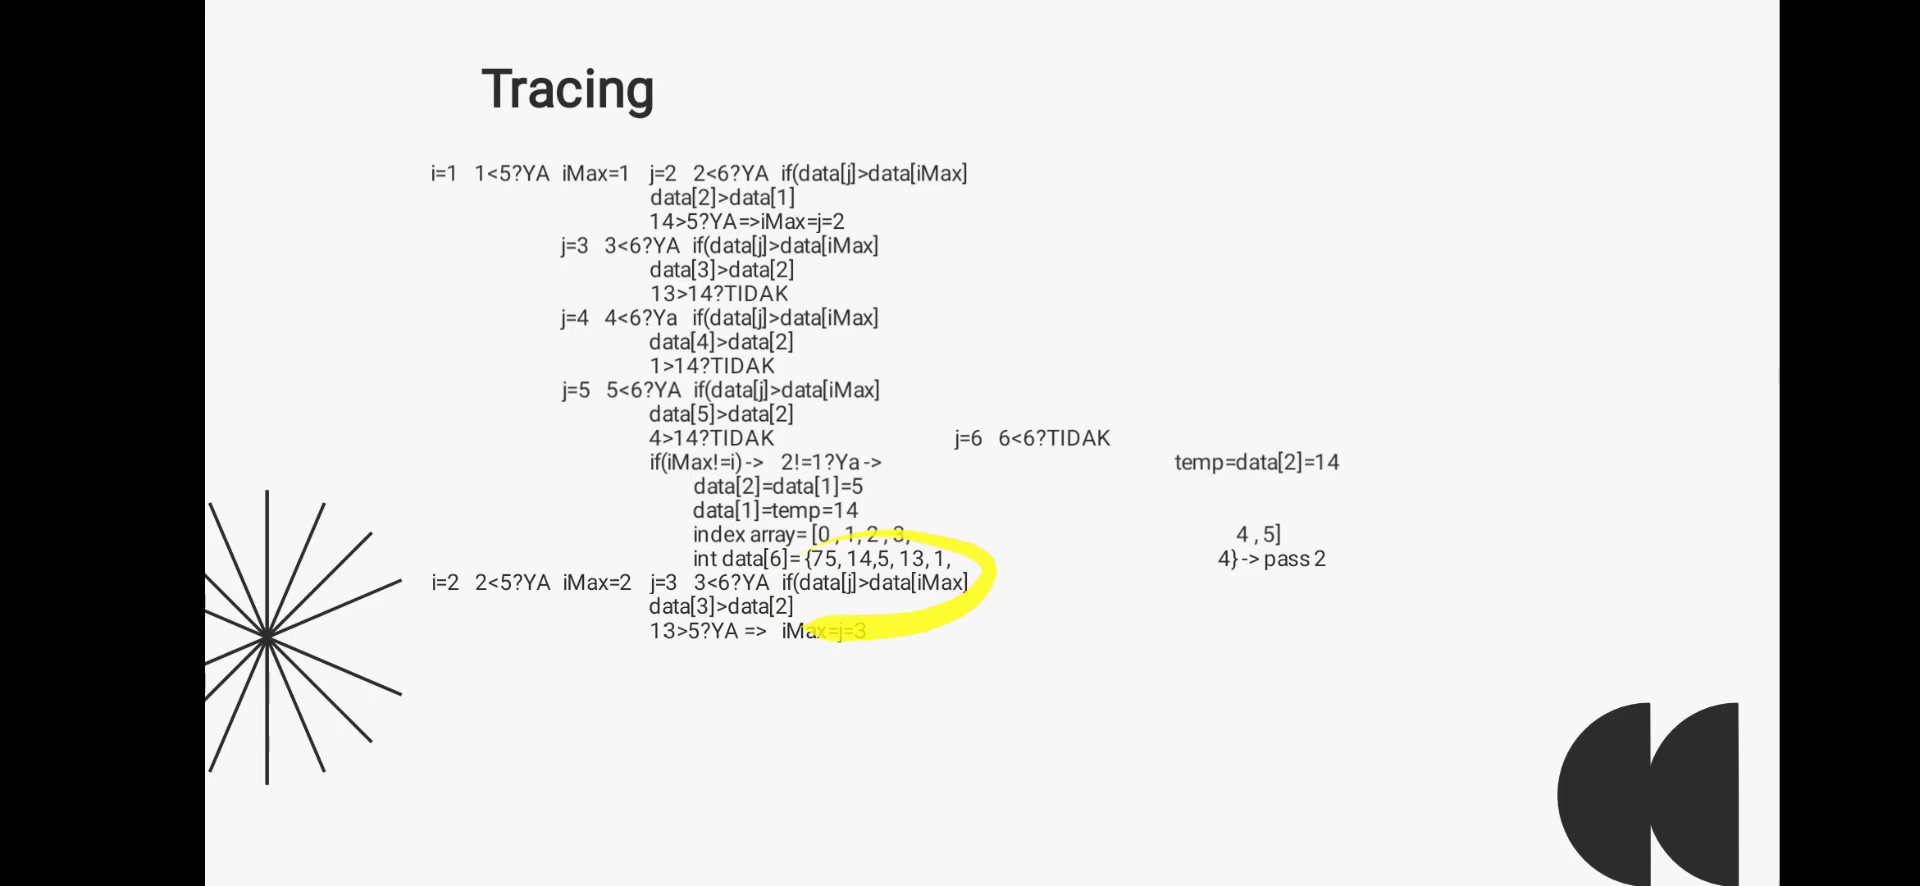 Tracing
i=1 1<5?YA iMax=1 j=2 2<6?YA if(data[j]>data[iMax]
data[2]>data[1]
14>5?YA=>iMax=j=2
j=3 3<6?YA if(data[j]>data[iMax]
data[3]>data[2]
13>14?TIDAK
j=4 4<6?Ya if(data[j]>data[iMax]
data[4]>data[2]
1>14?TIDAK
j=5 5<6?YA if(data[j]>data[iMax]
data[5]>data[2]
4>14?TIDAK j=6 6<6?TIDAK
if(iMax!=i)-> 2!=1?Ya-> temp=data[2]=14
data[2]=data[1]=5
data[1]=temp=14
index array= [0 , 1, 2 , 3, 4 , 5]
int data[6]= {75, 14,5, 13, 1, 4}-> pass 2
i=2 2<5?YA iMax=2 j=3 3<6?YA if(data[j]>data[iMax]
data[3]>data[2]
13>5?YA => iMax=j=3